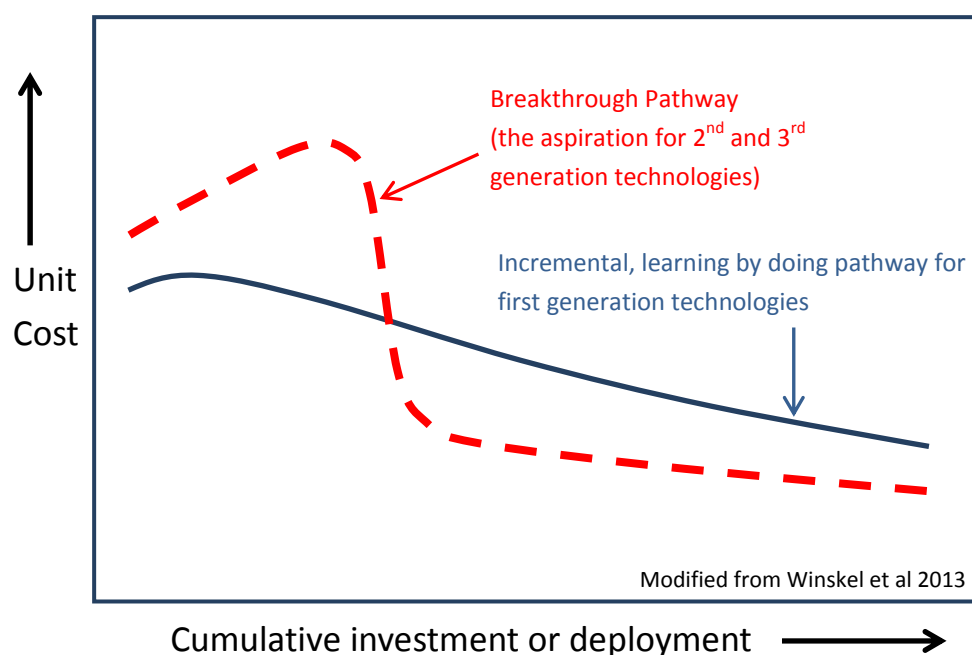 Breakthrough Pathway
(the aspiration for 2nd and 3rd
generation technologies)
Unit
Cost
Incremental, learning by doing pathway for
first generation technologies
Modified from Winskel et al 2013
Cumulative investment or deployment